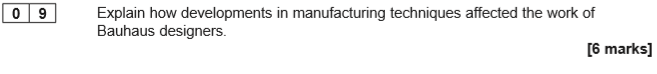 0 9 Explain how developments in manufacturing techniques affected the work of
Bauhaus designers.
[6 marks]